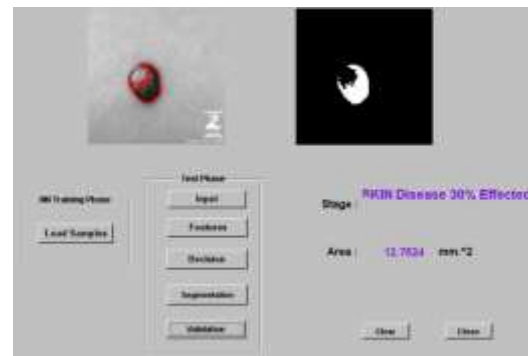 Test Phase
NN Training Phase
Load Samples
Input
Features
Decision
Segmentation
Validation
Stage :
SKIN Disease 30% Effected
Area :
12.7524 mm.^2
Clear
Close